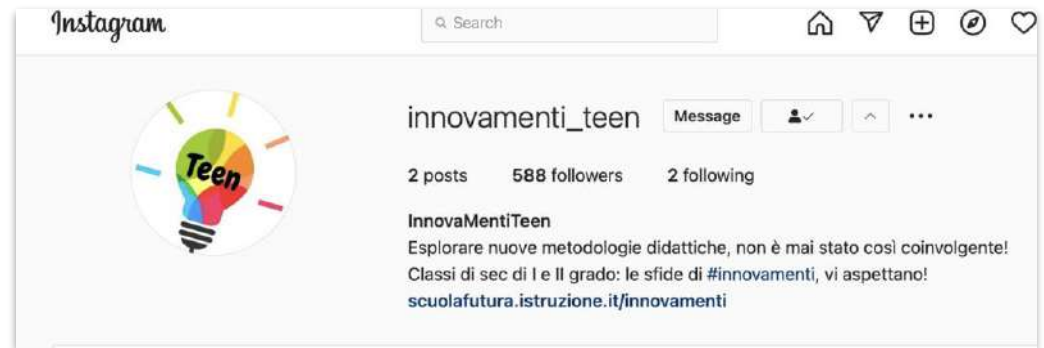 Instagram
Search
innovamenti_teen Message
2 posts 588 followers 2 following
InnovaMentiTeen
Esplorare nuove metodologie didattiche, non è mai stato così coinvolgente!
Classi di sec di I e II grado: le sfide di #innovamenti, vi aspettano!
scuolafutura.istruzione.it/innovamenti
Teen